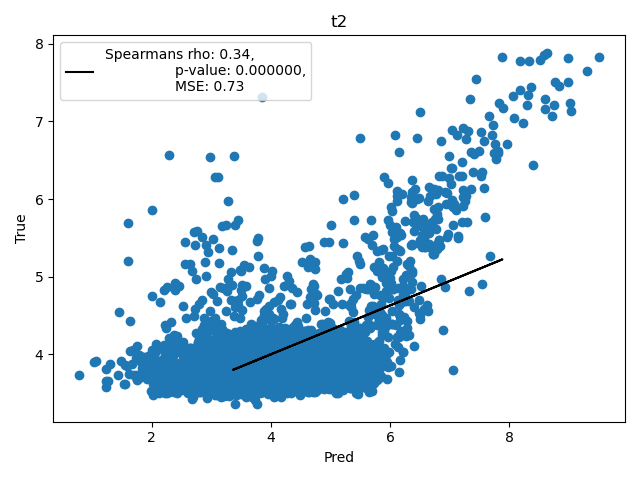 t2
Spearmans rho: 0.34,
p-value: 0.000000,
MSE: 0.73
8
7
6
5
4
True
2
4
6
8
Pred